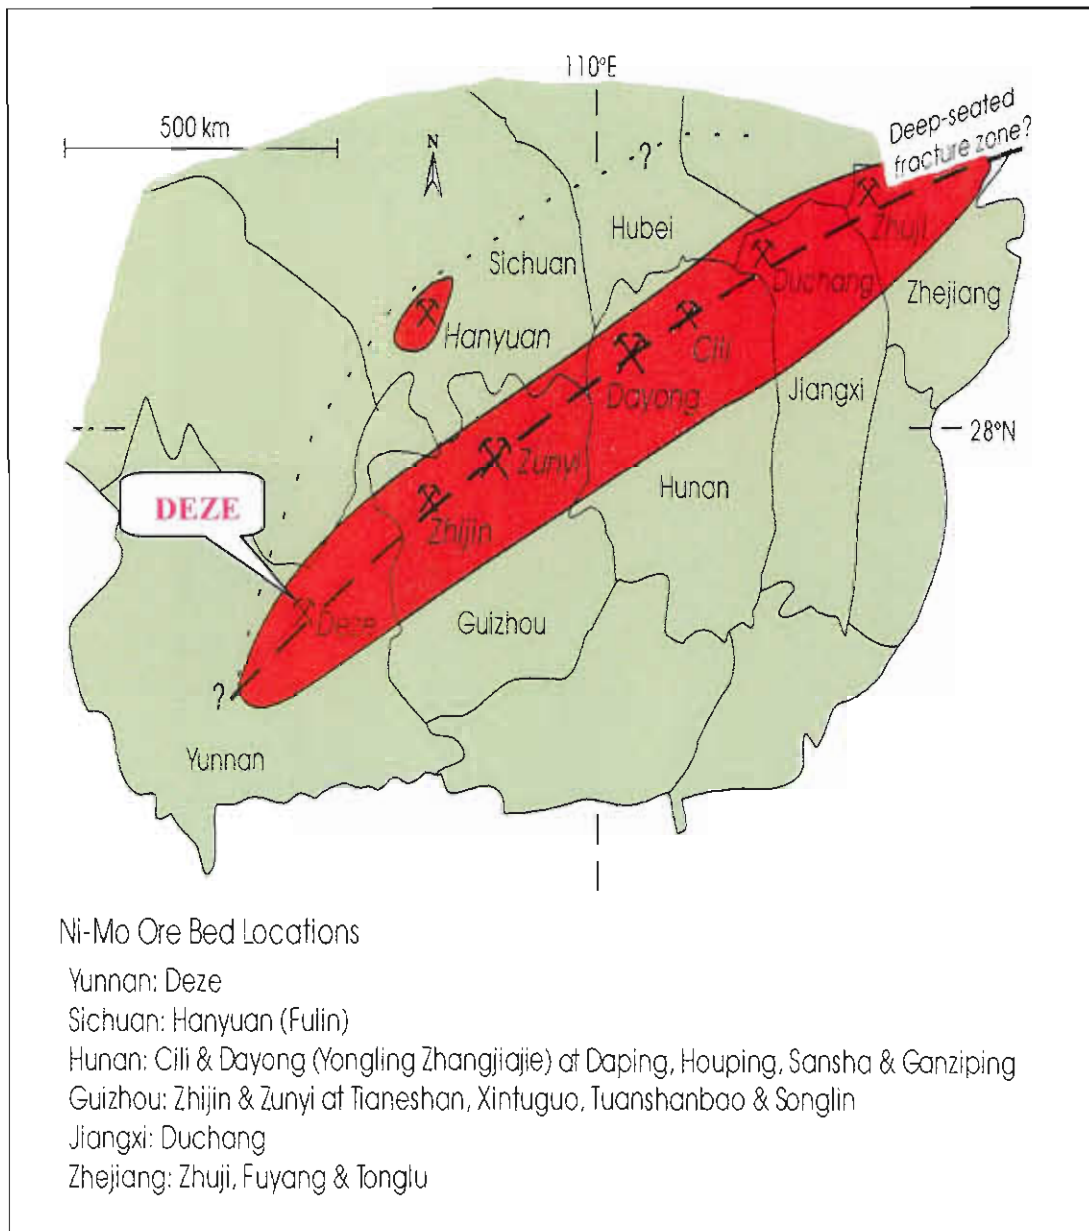 110°E
500 km
N
Deep-seated
fracture zone?
?
Hubei
Sichuan
Zhuji
Duchang
Zhejiang
Hanyuan
Cili
Dayong
Jiangxi
28°N
Zunyi
Hunan
DEZE
Zhijin
Deze
Guizhou
?
Yunnan
Ni-Mo Ore Bed Locations
Yunnan: Deze
Sichuan: Hanyuan (Fulin)
Hunan: Cili & Dayong (Yongling Zhangjiajie) at Daping, Houping, Sansha & Ganziping
Guizhou: Zhijin & Zunyi at Tianeshan, Xintuguo, Tuanshanbao & Songlin
Jiangxi: Duchang
Zhejiang: Zhuji, Fuyang & Tonglu